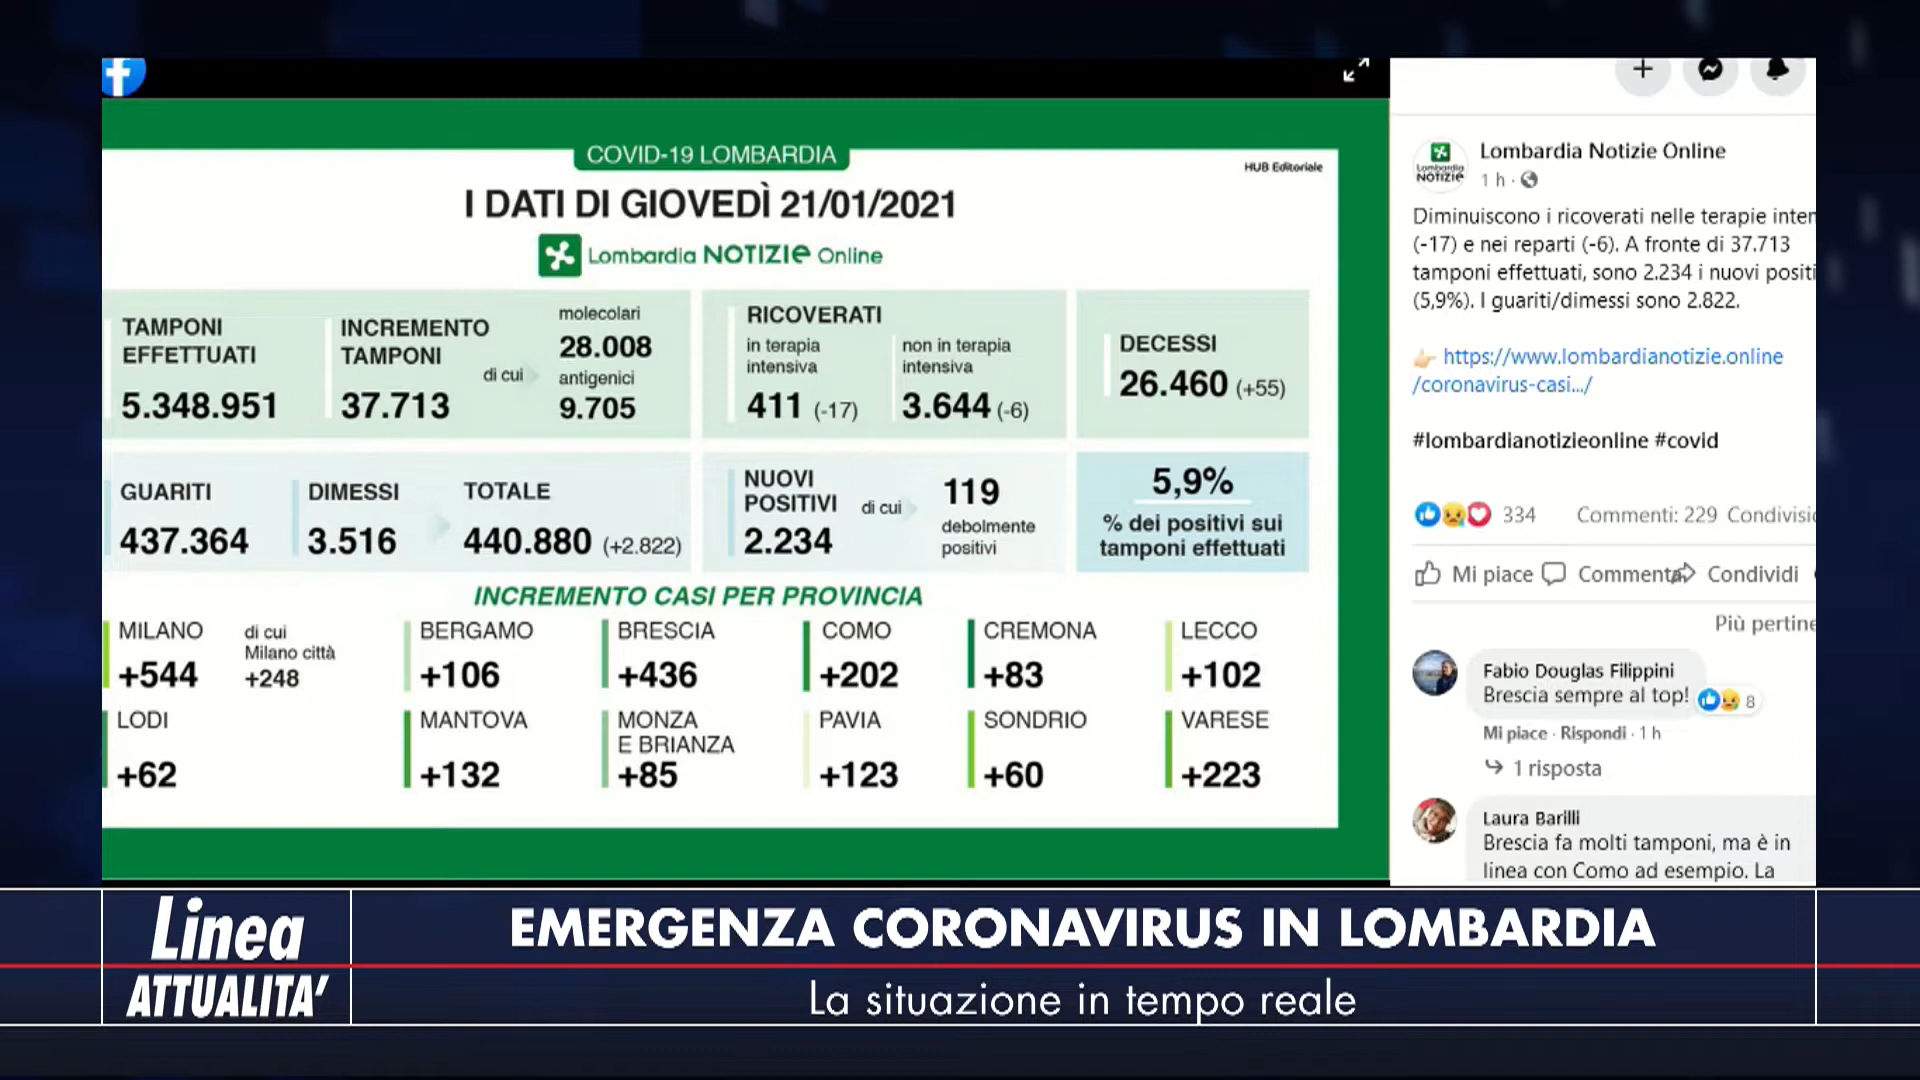 COVID-19 LOMBARDIA
HUB Editoriale
I DATI DI GIOVEDÌ 21/01/2021
Lombardia NOTIZIE Online
TAMPONI
EFFETTUATI
5.348.951
INCREMENTO
TAMPONI
37.713
di cui
molecolari
28.008
antigenici
9.705
RICOVERATI
in terapia
intensiva
411 (-17)
non in terapia
intensiva
3.644 (-6)
DECESSI
26.460 (+55)
GUARITI
437.364
DIMESSI
3.516
TOTALE
440.880 (+2.822)
NUOVI
POSITIVI
2.234
di cui
119
debolmente
positivi
5,9%
% dei positivi sui
tamponi effettuati
INCREMENTO CASI PER PROVINCIA
MILANO
+544
di cui
Milano città
+248
BERGAMO
+106
BRESCIA
+436
COMO
+202
CREMONA
+83
LECCO
+102
LODI
+62
MANTOVA
+132
MONZA
E BRIANZA
+85
PAVIA
+123
SONDRIO
+60
VARESE
+223
Lombardia
NOTIZIE
Lombardia Notizie Online
1 h ·
Diminuiscono i ricoverati nelle terapie inten
(-17) e nei reparti (-6). A fronte di 37.713
tamponi effettuati, sono 2.234 i nuovi positi
(5,9%). I guariti/dimessi sono 2.822.
👉🏻 https://www.lombardianotizie.online
/coronavirus-casi.../
#lombardianotizieonline #covid
334 Commenti: 229 Condivisio
Mi piace Commenta Condividi
Più pertine
Fabio Douglas Filippini
Brescia sempre al top!
8
Mi piace · Rispondi · 1 h
1 risposta
Laura Barilli
Brescia fa molti tamponi, ma è in
linea con Como ad esempio. La
Linea
ATTUALITA'
EMERGENZA CORONAVIRUS IN LOMBARDIA
La situazione in tempo reale